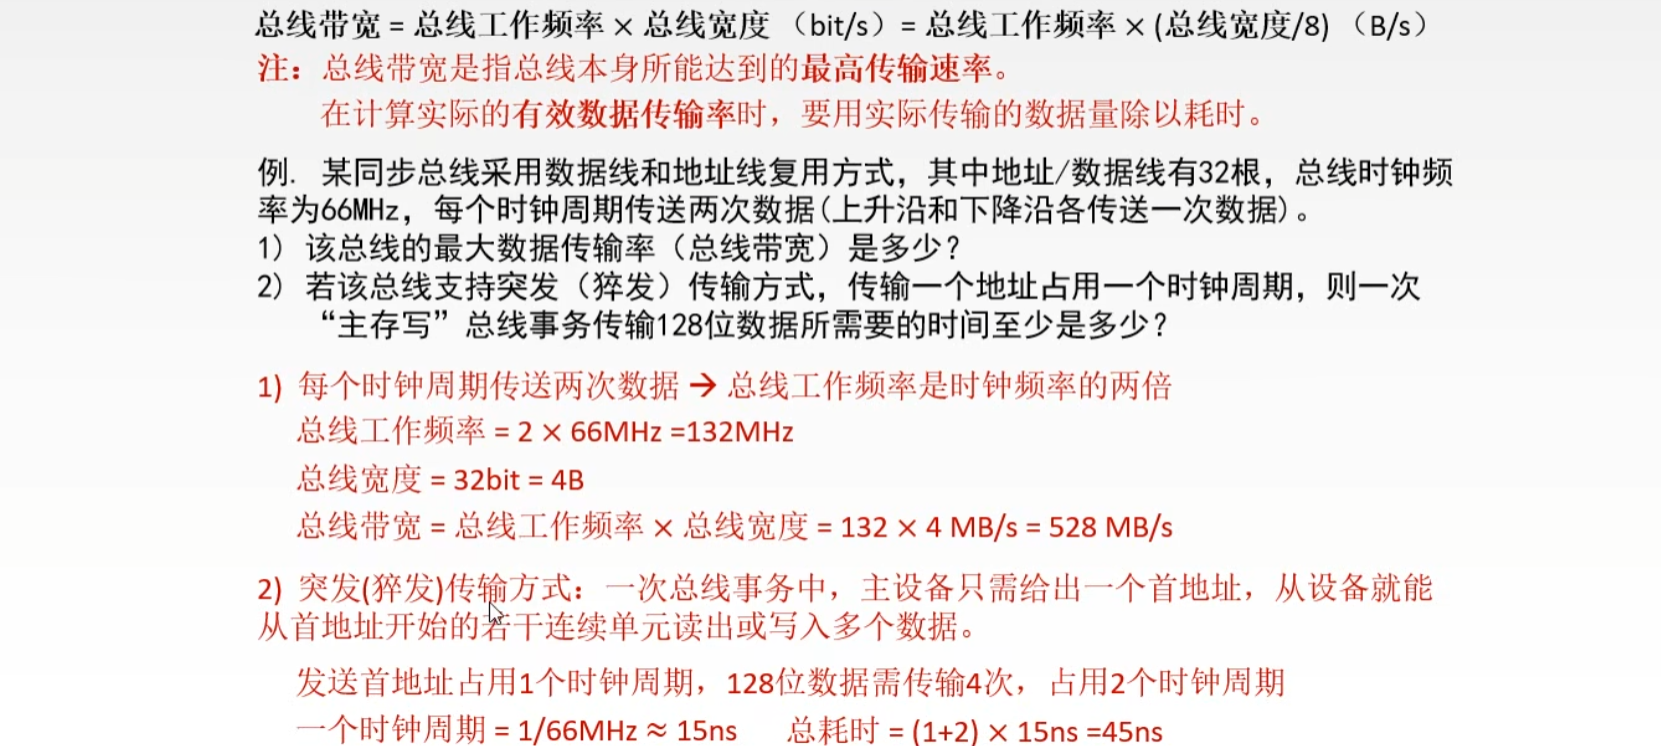 总线带宽 = 总线工作频率 × 总线宽度 （bit/s）= 总线工作频率 × (总线宽度/8) （B/s）
注：总线带宽是指总线本身所能达到的最高传输速率。
在计算实际的有效数据传输率时，要用实际传输的数据量除以耗时。
例. 某同步总线采用数据线和地址线复用方式，其中地址/数据线有32根，总线时钟频
率为66MHz，每个时钟周期传送两次数据(上升沿和下降沿各传送一次数据)。
1) 该总线的最大数据传输率（总线带宽）是多少？
2) 若该总线支持突发（猝发）传输方式，传输一个地址占用一个时钟周期，则一次
“主存写”总线事务传输128位数据所需要的时间至少是多少？
1) 每个时钟周期传送两次数据 → 总线工作频率是时钟频率的两倍
总线工作频率 = 2 × 66MHz =132MHz
总线宽度 = 32bit = 4B
总线带宽 = 总线工作频率 × 总线宽度 = 132 × 4 MB/s = 528 MB/s
2) 突发(猝发)传输方式：一次总线事务中，主设备只需给出一个首地址，从设备就能
从首地址开始的若干连续单元读出或写入多个数据。
发送首地址占用1个时钟周期，128位数据需传输4次，占用2个时钟周期
一个时钟周期 = 1/66MHz ≈ 15ns 总耗时 = (1+2) × 15ns =45ns